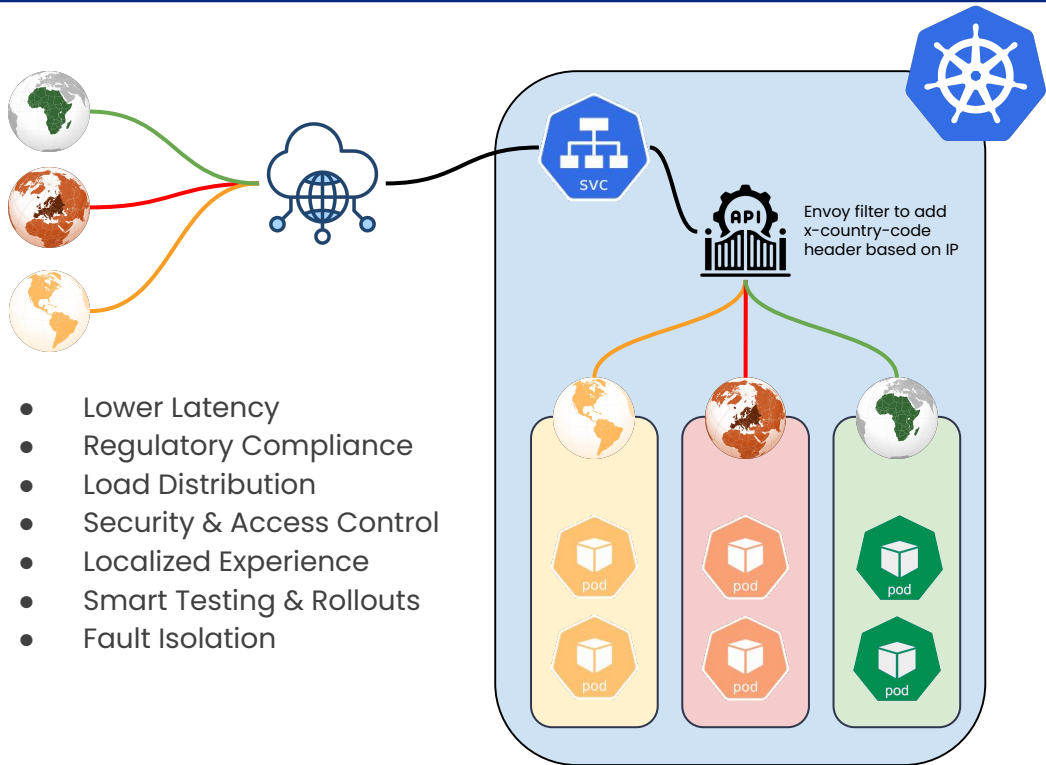 svc
API
Envoy filter to add
x-country-code
header based on IP
● Lower Latency
● Regulatory Compliance
● Load Distribution
● Security & Access Control
● Localized Experience
● Smart Testing & Rollouts
● Fault Isolation
pod
pod
pod
pod
pod
pod